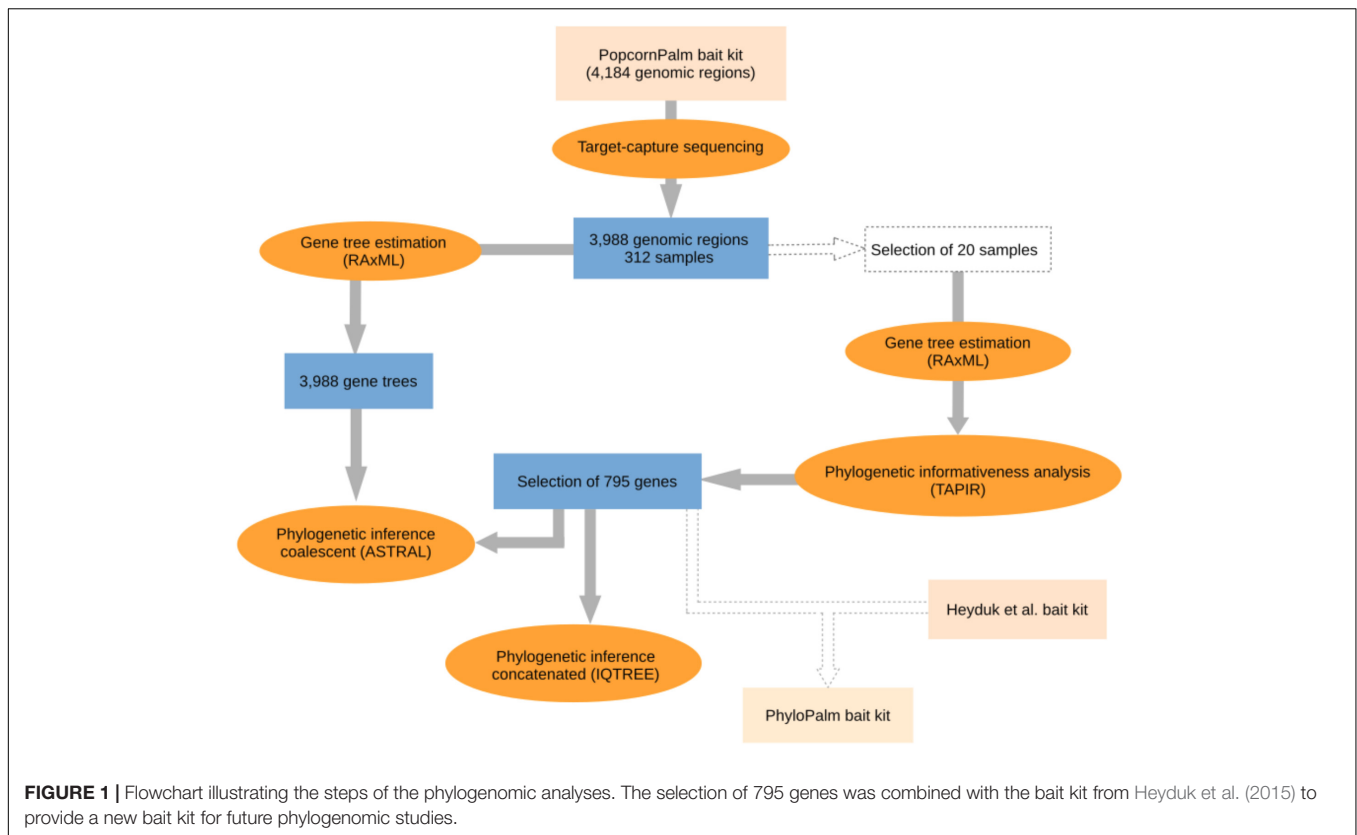 PopcornPalm bait kit
(4,184 genomic regions)
Target-capture sequencing
Gene tree estimation
(RAxML)
3,988 genomic regions
312 samples
Selection of 20 samples
Gene tree estimation
(RAxML)
3,988 gene trees
Phylogenetic informativeness analysis
(TAPIR)
Selection of 795 genes
Phylogenetic inference
coalescent (ASTRAL)
Heyduk et al. bait kit
Phylogenetic inference
concatenated (IQTREE)
PhyloPalm bait kit
FIGURE 1 | Flowchart illustrating the steps of the phylogenomic analyses. The selection of 795 genes was combined with the bait kit from Heyduk et al. (2015) to
provide a new bait kit for future phylogenomic studies.